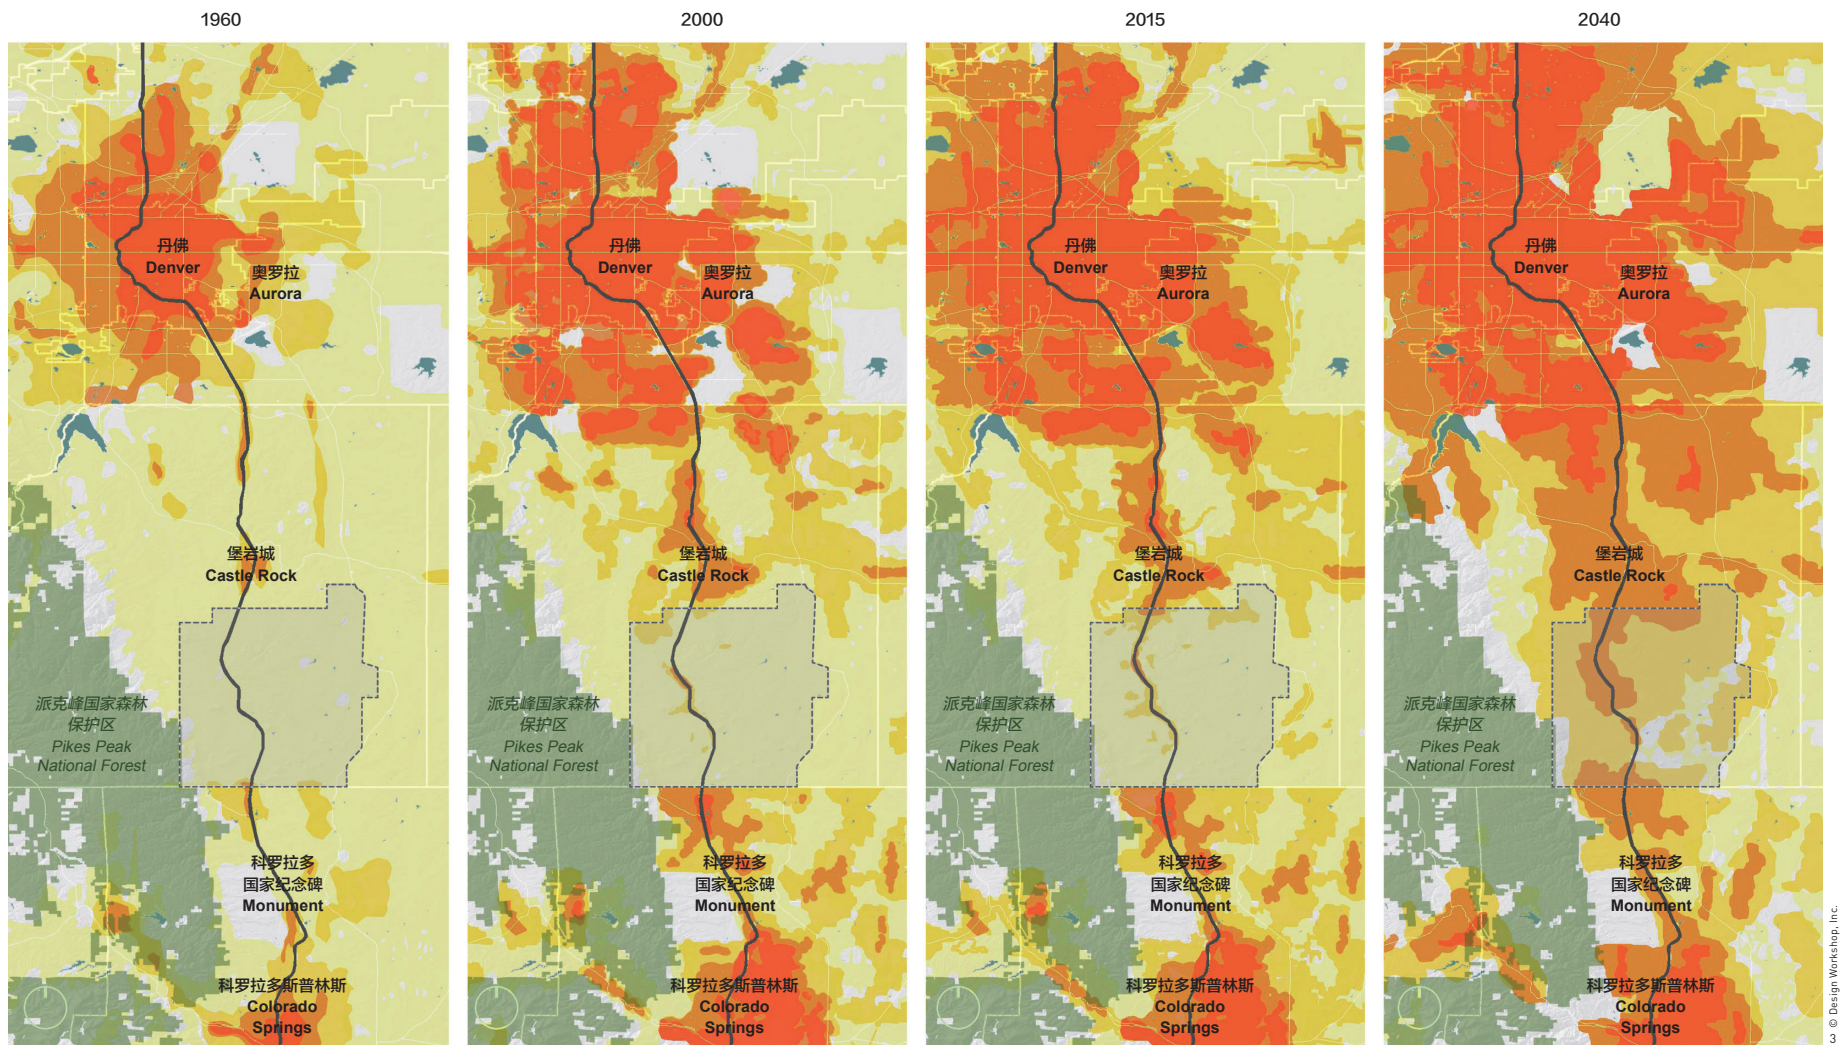 1960
2000
2015
2040
丹佛
Denver
奥罗拉
Aurora
堡岩城
Castle Rock
派克峰国家森林
保护区
Pikes Peak
National Forest
科罗拉多
国家纪念碑
Monument
科罗拉多斯普林斯
Colorado
Springs
丹佛
Denver
奥罗拉
Aurora
堡岩城
Castle Rock
派克峰国家森林
保护区
Pikes Peak
National Forest
科罗拉多
国家纪念碑
Monument
科罗拉多斯普林斯
Colorado
Springs
丹佛
Denver
奥罗拉
Aurora
堡岩城
Castle Rock
派克峰国家森林
保护区
Pikes Peak
National Forest
科罗拉多
国家纪念碑
Monument
科罗拉多斯普林斯
Colorado
Springs
丹佛
Denver
奥罗拉
Aurora
堡岩城
Castle Rock
派克峰国家森林
保护区
Pikes Peak
National Forest
科罗拉多
国家纪念碑
Monument
科罗拉多斯普林斯
Colorado
Springs
3 © Design Workshop, Inc.